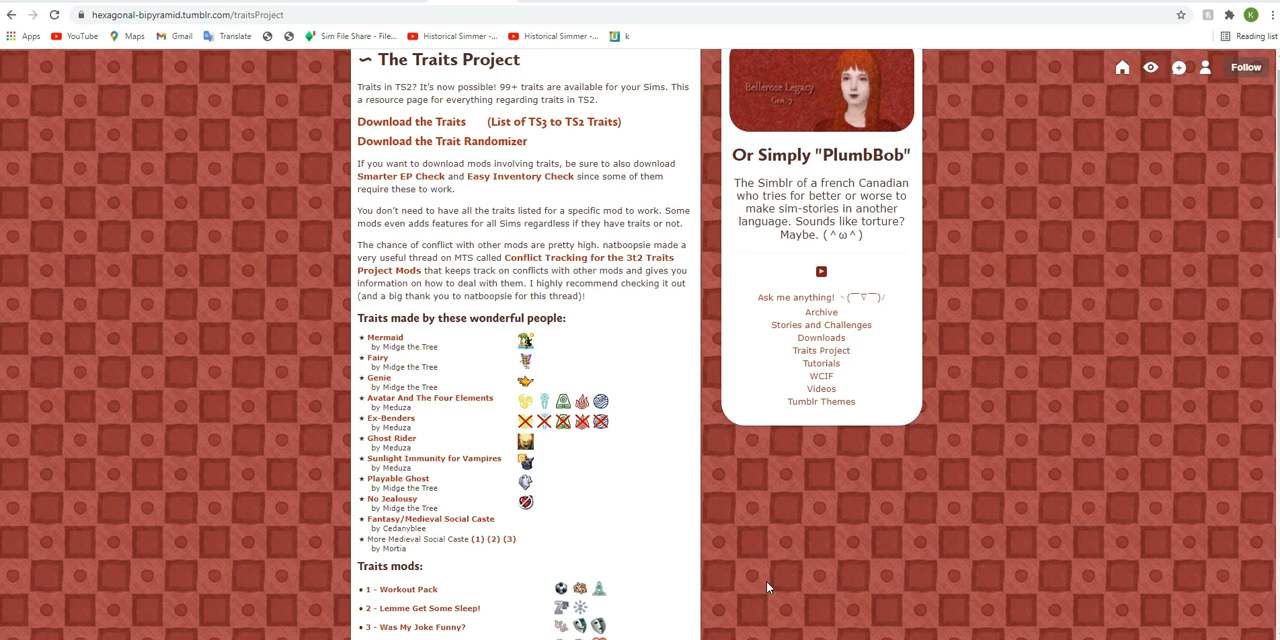 hexagonal-bipyramid.tumblr.com/traitsProject
K
Apps YouTube Maps Gmail Translate Sim File Share - File... Historical Simmer -... Historical Simmer -... k Reading list
Follow
∽ The Traits Project
Traits in TS2? It's now possible! 99+ traits are available for your Sims. This
a resource page for everything regarding traits in TS2.
Download the Traits (List of TS3 to TS2 Traits)
Download the Trait Randomizer
If you want to download mods involving traits, be sure to also download
Smarter EP Check and Easy Inventory Check since some of them
require these to work.
You don't need to have all the traits listed for a specific mod to work. Some
mods even adds features for all Sims regardless if they have traits or not.
The chance of conflict with other mods are pretty high. natboopsie made a
very useful thread on MTS called Conflict Tracking for the 3t2 Traits
Project Mods that keeps track on conflicts with other mods and gives you
information on how to deal with them. I highly recommend checking it out
(and a big thank you to natboopsie for this thread)!
Traits made by these wonderful people:
★ Mermaid
by Midge the Tree
★ Fairy
by Midge the Tree
★ Genie
by Midge the Tree
★ Avatar And The Four Elements
by Meduza
★ Ex-Benders
by Meduza
★ Ghost Rider
by Meduza
★ Sunlight Immunity for Vampires
by Meduza
★ Playable Ghost
by Midge the Tree
★ No Jealousy
by Midge the Tree
★ Fantasy/Medieval Social Caste
by Cedanyblee
★ More Medieval Social Caste (1) (2) (3)
by Mortia
Traits mods:
• 1 - Workout Pack
• 2 - Lemme Get Some Sleep!
• 3 - Was My Joke Funny?
Bellerose Legacy
Gen. 7
Or Simply "PlumbBob"
The Simblr of a french Canadian
who tries for better or worse to
make sim-stories in another
language. Sounds like torture?
Maybe. (^ω^)
Ask me anything! ヽ(￣▽￣)/
Archive
Stories and Challenges
Downloads
Traits Project
Tutorials
WCIF
Videos
Tumblr Themes